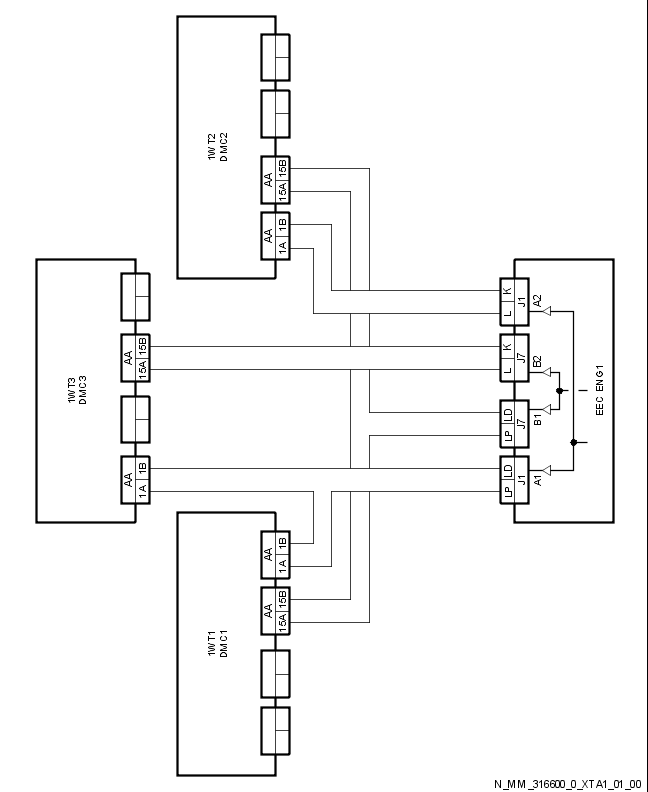 1WT2
DMC2
AA
15B
15A
AA
1B
1A
1WT3
DMC3
AA
15B
15A
AA
1B
1A
1WT1
DMC1
AA
1B
1A
AA
15B
15A
K
L
J1
A2
K
L
J7
B2
LD
LP
J7
B1
LD
LP
J1
A1
EEC ENG1
N_MM_316600_0_XTA1_01_00